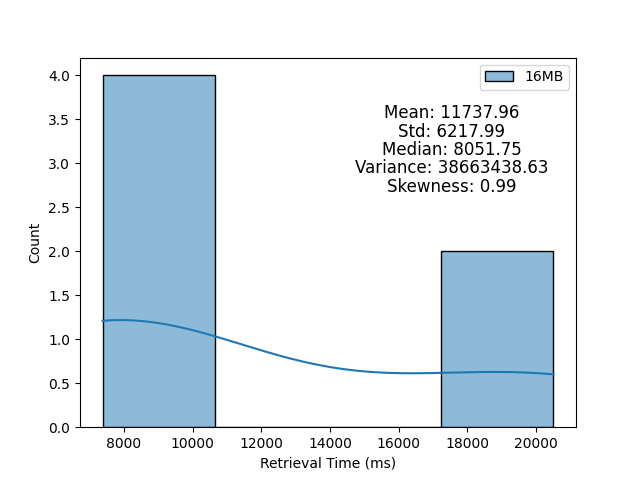 16MB
Mean: 11737.96
Std: 6217.99
Median: 8051.75
Variance: 38663438.63
Skewness: 0.99
Count
4.0
3.5
3.0
2.5
2.0
1.5
1.0
0.5
0.0
8000 10000 12000 14000 16000 18000 20000
Retrieval Time (ms)